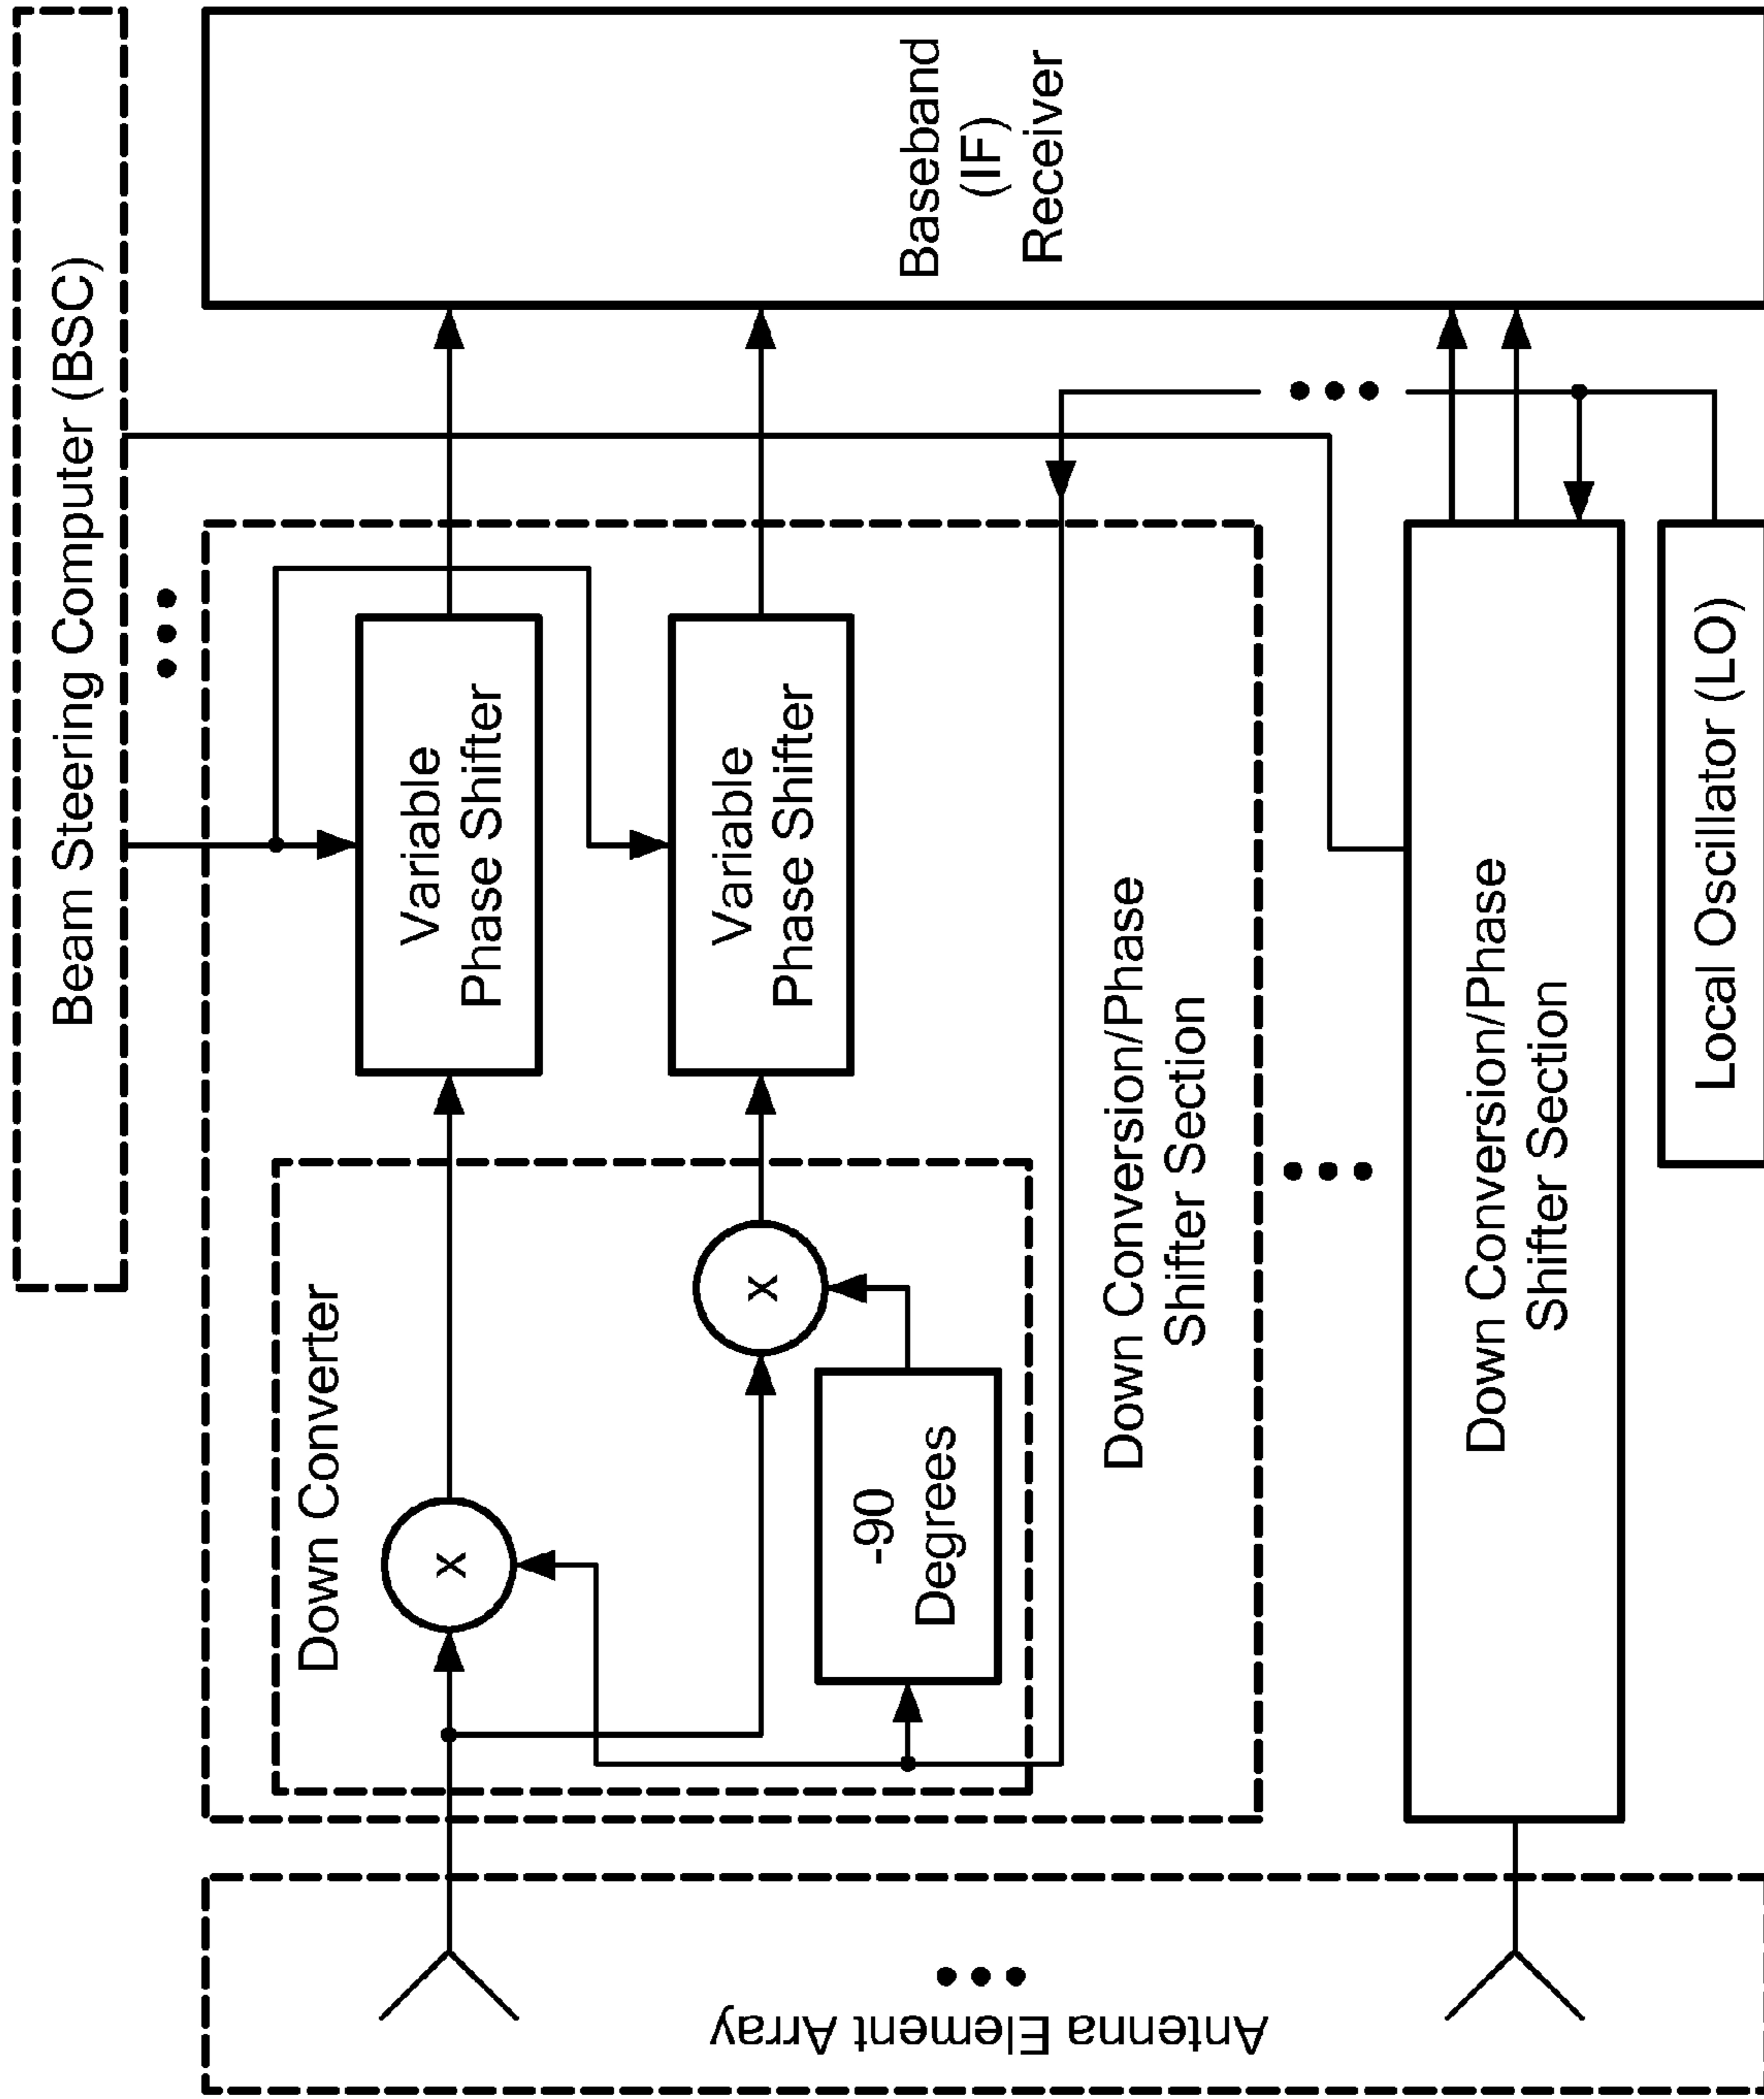 Beam Steering Computer (BSC)
Antenna Element Array
Down Converter
x
x
-90
Degrees
Variable
Phase Shifter
Variable
Phase Shifter
Down Conversion/Phase
Shifter Section
Down Conversion/Phase
Shifter Section
Local Oscillator (LO)
Baseband
(IF)
Receiver